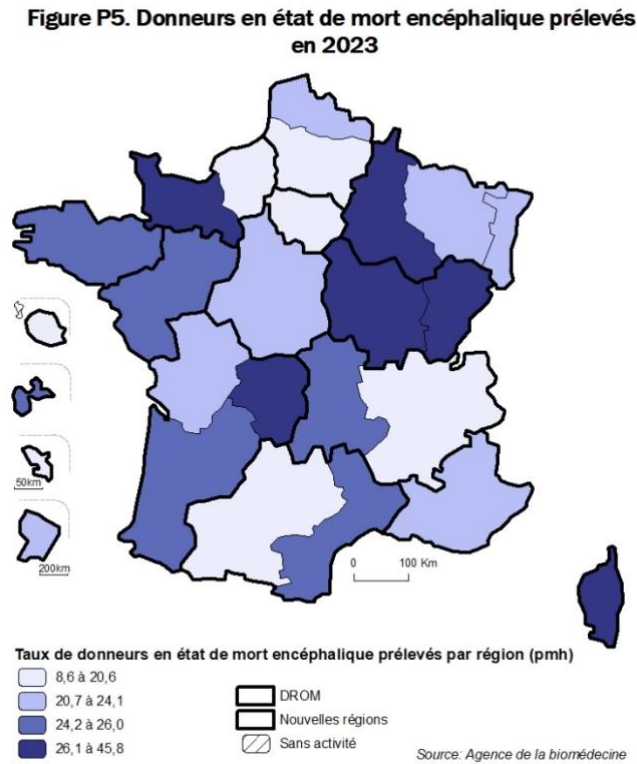 Figure P5. Donneurs en état de mort encéphalique prélevés
en 2023
50km
200km
0 100 Km
Taux de donneurs en état de mort encéphalique prélevés par région (pmh)
8,6 à 20,6
20,7 à 24,1
24,2 à 26,0
26,1 à 45,8
DROM
Nouvelles régions
Sans activité
Source: Agence de la biomédecine